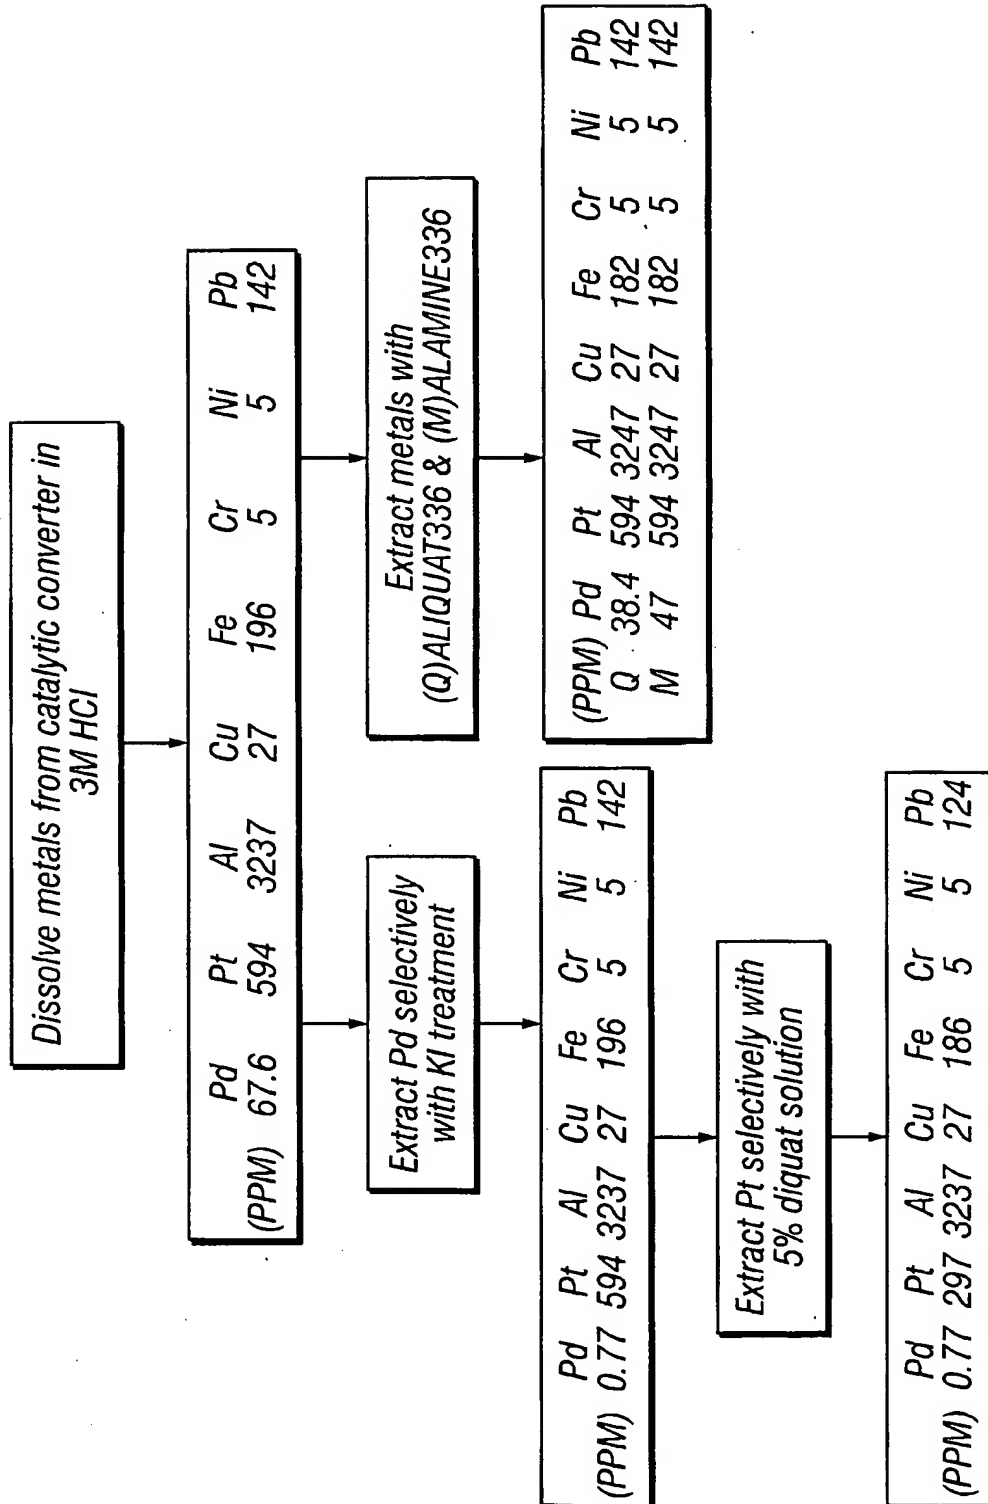 Dissolve metals from catalytic converter in
3M HCl
Pd Pt Al Cu Fe Cr Ni Pb
(PPM) 67.6 594 3237 27 196 5 5 142
Extract Pd selectively
with KI treatment
Pd Pt Al Cu Fe Cr Ni Pb
(PPM) 0.77 594 3237 27 196 5 5 142
Extract Pt selectively with
5% diquat solution
Pd Pt Al Cu Fe Cr Ni Pb
(PPM) 0.77 297 3237 27 186 5 5 124
Extract metals with
(Q)ALIQUAT336 & (M)ALAMINE336
(PPM) Pd Pt Al Cu Fe Cr Ni Pb
Q 38.4 594 3247 27 182 5 5 142
M 47 594 3247 27 182 5 5 142